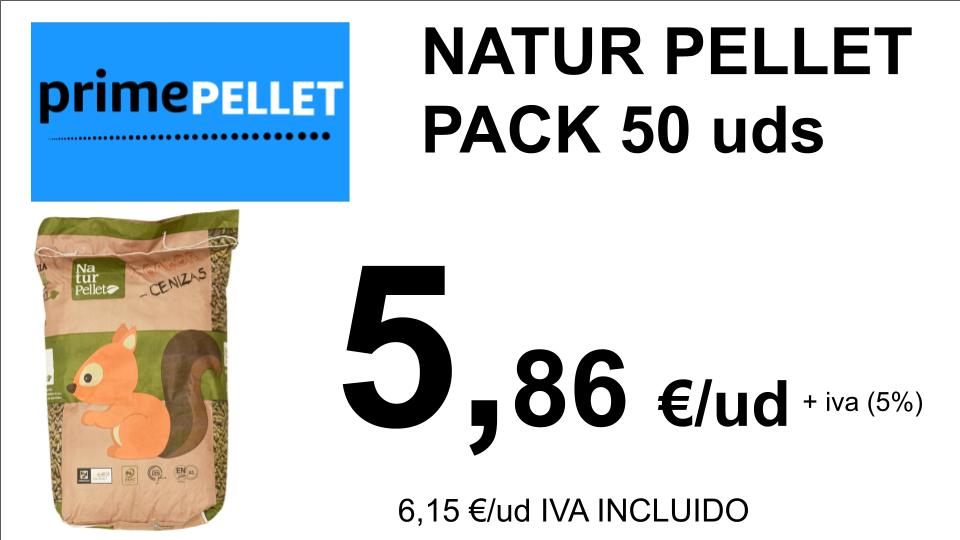 primePELLET
NATUR PELLET
PACK 50 uds
Na
tur
Pellet
- CENIZAS
5,86 €/ud + iva (5%)
6,15 €/ud IVA INCLUIDO